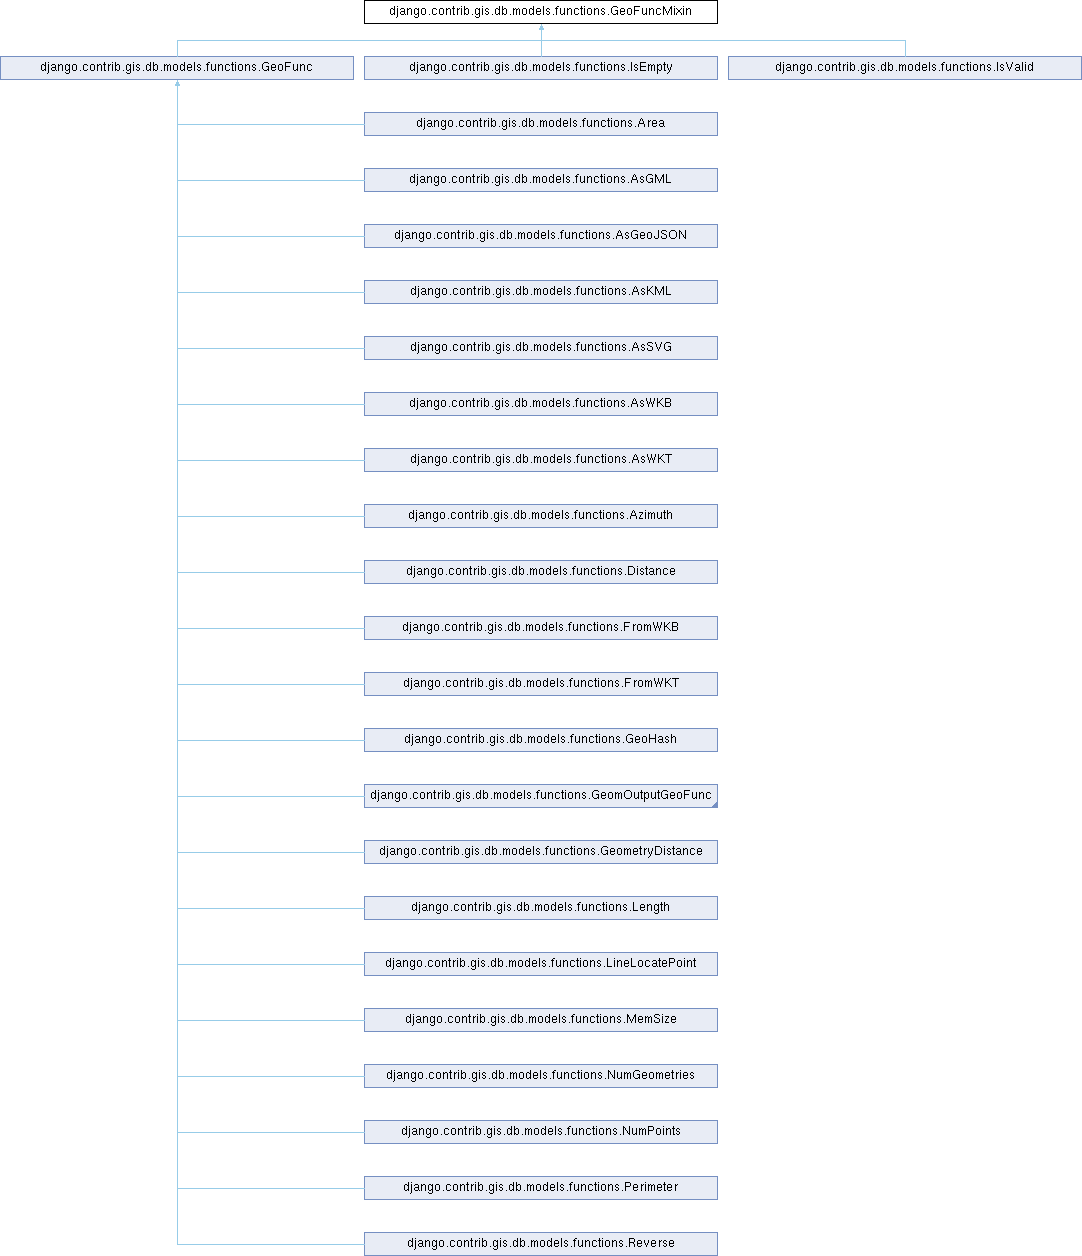 django.contrib.gis.db.models.functions.GeoFuncMixin
django.contrib.gis.db.models.functions.GeoFunc
django.contrib.gis.db.models.functions.IsEmpty
django.contrib.gis.db.models.functions.IsValid
django.contrib.gis.db.models.functions.Area
django.contrib.gis.db.models.functions.AsGML
django.contrib.gis.db.models.functions.AsGeoJSON
django.contrib.gis.db.models.functions.AsKML
django.contrib.gis.db.models.functions.AsSVG
django.contrib.gis.db.models.functions.AsWKB
django.contrib.gis.db.models.functions.AsWKT
django.contrib.gis.db.models.functions.Azimuth
django.contrib.gis.db.models.functions.Distance
django.contrib.gis.db.models.functions.FromWKB
django.contrib.gis.db.models.functions.FromWKT
django.contrib.gis.db.models.functions.GeoHash
django.contrib.gis.db.models.functions.GeomOutputGeoFunc
django.contrib.gis.db.models.functions.GeometryDistance
django.contrib.gis.db.models.functions.Length
django.contrib.gis.db.models.functions.LineLocatePoint
django.contrib.gis.db.models.functions.MemSize
django.contrib.gis.db.models.functions.NumGeometries
django.contrib.gis.db.models.functions.NumPoints
django.contrib.gis.db.models.functions.Perimeter
django.contrib.gis.db.models.functions.Reverse